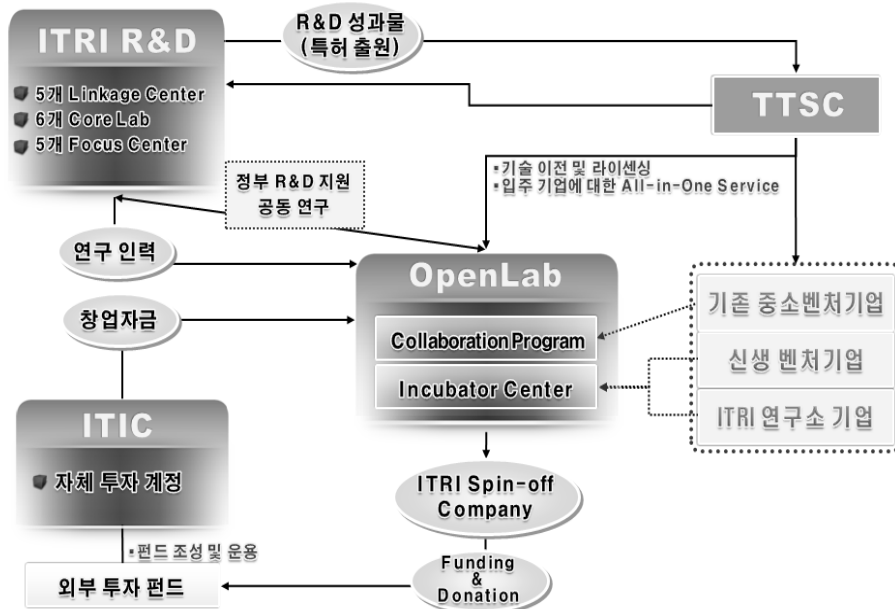 ITRI R&D
5개 Linkage Center
6개 Core Lab
5개 Focus Center
R&D 성과물
(특허 출원)
TTSC
▪기술 이전 및 라이센싱
▪입주 기업에 대한 All-in-One Service
정부 R&D 지원
공동 연구
연구 인력
창업자금
OpenLab
Collaboration Program
Incubator Center
기존 중소벤처기업
신생 벤처기업
ITRI 연구소 기업
ITIC
자체 투자 계정
▪펀드 조성 및 운용
외부 투자 펀드
ITRI Spin-off
Company
Funding
&
Donation